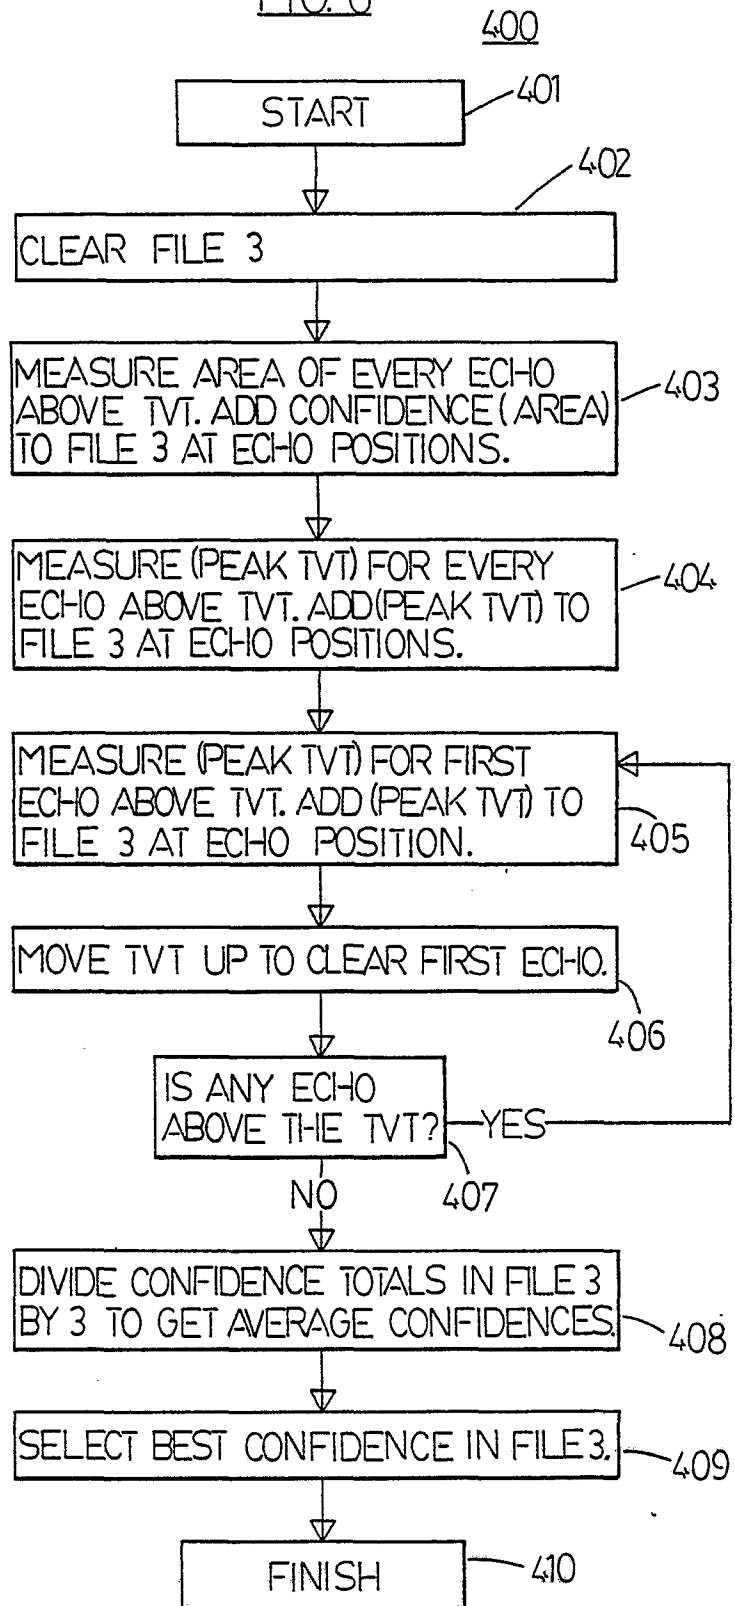 400
START
401
402
CLEAR FILE 3
MEASURE AREA OF EVERY ECHO
ABOVE TVT. ADD CONFIDENCE (AREA)
TO FILE 3 AT ECHO POSITIONS.
403
MEASURE (PEAK TVT) FOR EVERY
ECHO ABOVE TVT. ADD (PEAK TVT) TO
FILE 3 AT ECHO POSITIONS.
404
MEASURE (PEAK TVT) FOR FIRST
ECHO ABOVE TVT. ADD (PEAK TVT) TO
FILE 3 AT ECHO POSITION.
405
MOVE TVT UP TO CLEAR FIRST ECHO.
406
IS ANY ECHO
ABOVE THE TVT?
YES
407
NO
DIVIDE CONFIDENCE TOTALS IN FILE 3
BY 3 TO GET AVERAGE CONFIDENCES.
408
SELECT BEST CONFIDENCE IN FILE 3.
409
FINISH
410